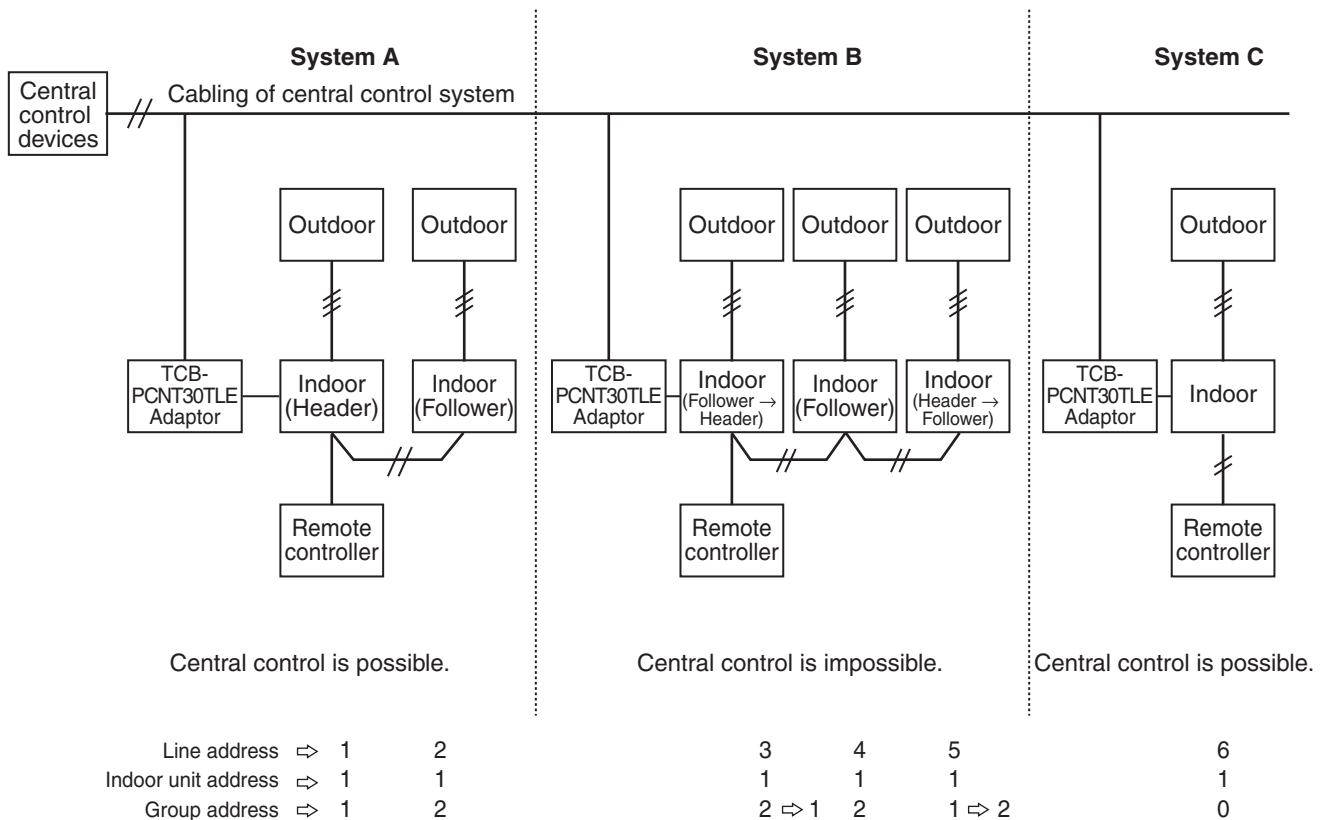 System A
System B
System C
Central
control
devices
Cabling of central control system
Outdoor
Outdoor
Outdoor
Outdoor
Outdoor
Outdoor
TCB-
PCNT30TLE
Adaptor
Indoor
(Header)
Indoor
(Follower)
TCB-
PCNT30TLE
Adaptor
Indoor
(Follower →
Header)
Indoor
(Follower)
Indoor
(Header →
Follower)
TCB-
PCNT30TLE
Adaptor
Indoor
Remote
controller
Remote
controller
Remote
controller
Central control is possible.
Central control is impossible.
Central control is possible.
Line address ⇨ 1 2 3 4 5 6
Indoor unit address ⇨ 1 1 1 1 1 1
Group address ⇨ 1 2 2 ⇨ 1 2 1 ⇨ 2 0